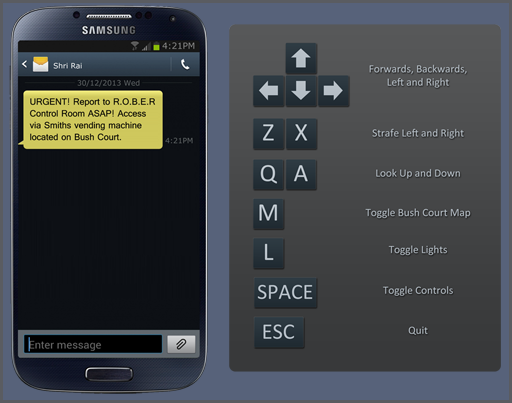 SAMSUNG
4:21PM
Shri Rai
30/12/2013 Wed
URGENT! Report to R.O.B.E.R
Control Room ASAP! Access
via Smiths vending machine
located on Bush Court.
4:21PM
Enter message
Forwards, Backwards,
Left and Right
Z X Strafe Left and Right
Q A Look Up and Down
M Toggle Bush Court Map
L Toggle Lights
SPACE Toggle Controls
ESC Quit